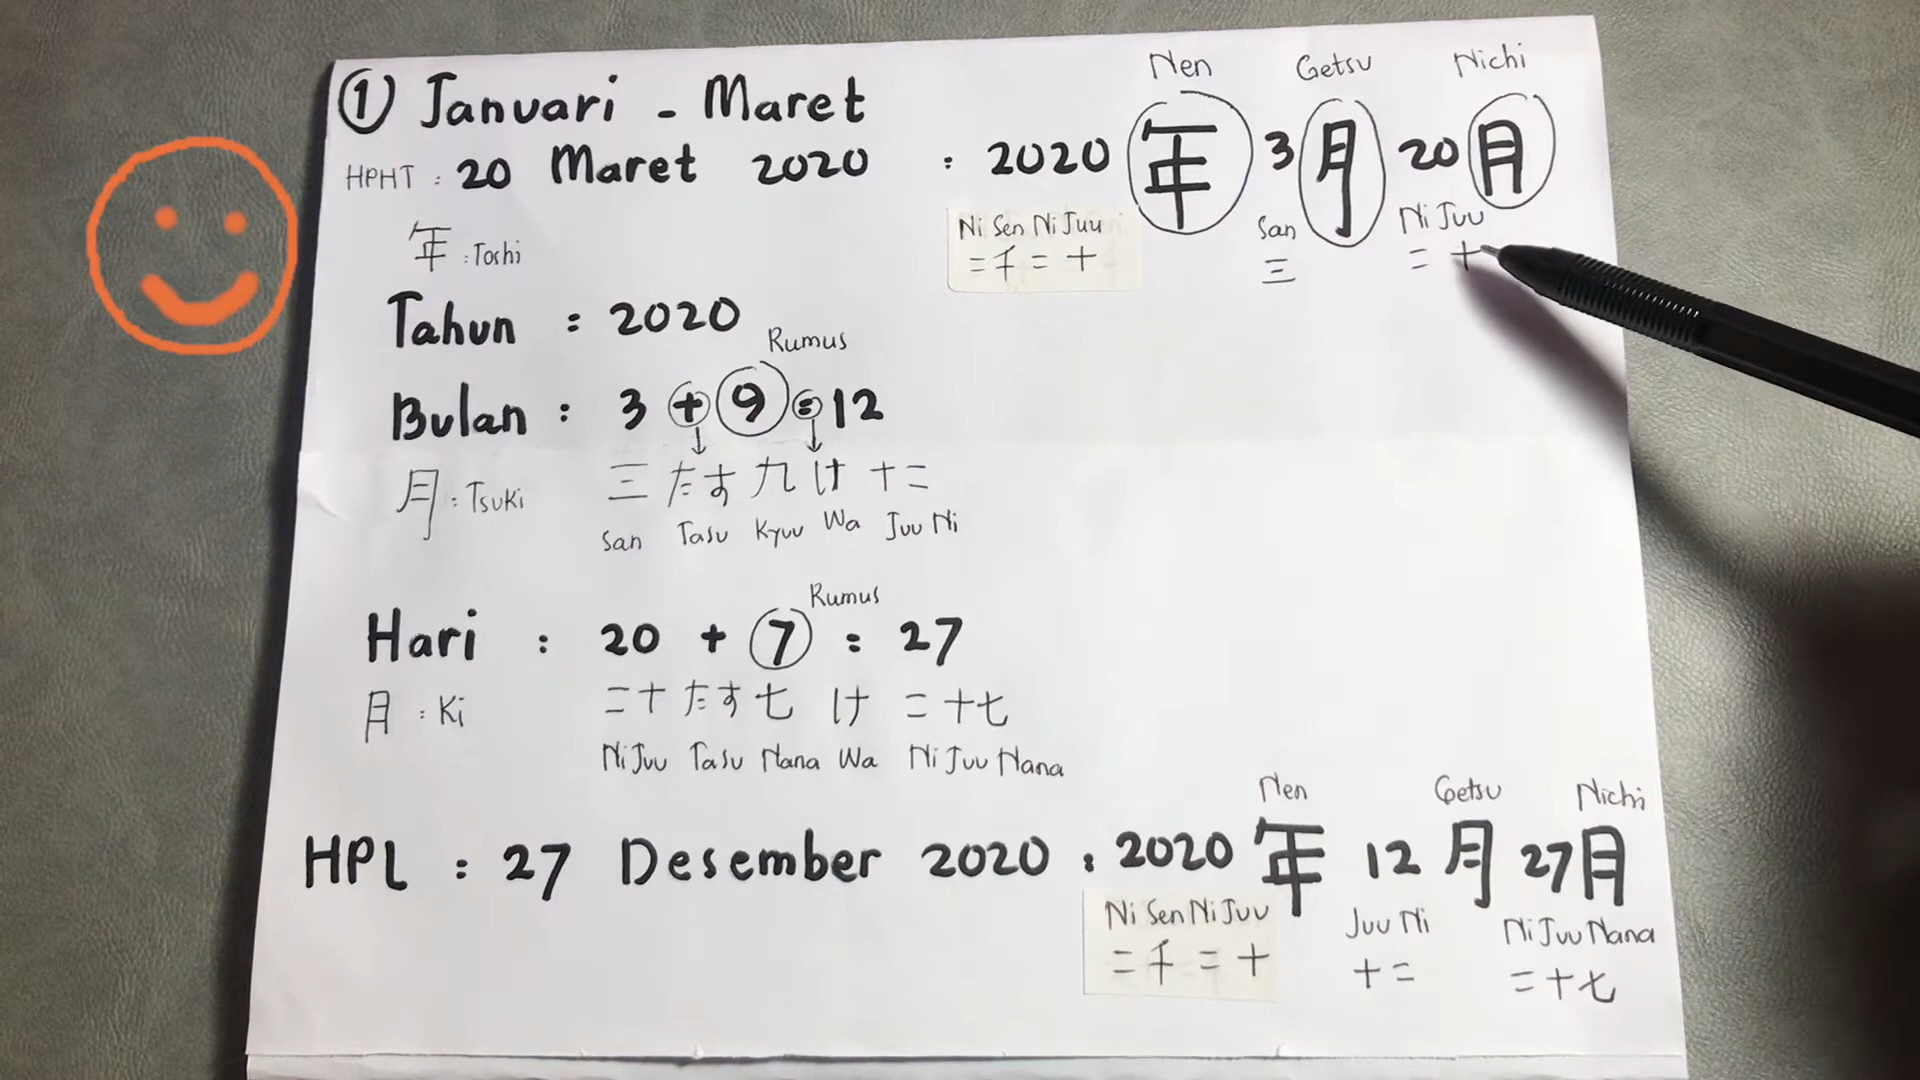 Nen Getsu Nichi
① Januari - Maret
HPHT : 20 Maret 2020 : 2020 年 3 月 20 月
Ni Sen Ni Juu San Ni Juu
年 : Toshi 二千二十 三 二十
Tahun : 2020
Rumus
Bulan : 3 + 9 = 12
月 : Tsuki 三 たす 九 け 十二
San Tasu Kyuu Wa Juu Ni
Rumus
Hari : 20 + 7 = 27
月 : Ki 二十 たす 七 け 二十七
Ni Juu Tasu Nana Wa Ni Juu Nana
Nen Getsu Nichi
HPL : 27 Desember 2020 : 2020 年 12 月 27 月
Ni Sen Ni Juu Juu Ni Ni Juu Nana
二千二十 十二 二十七